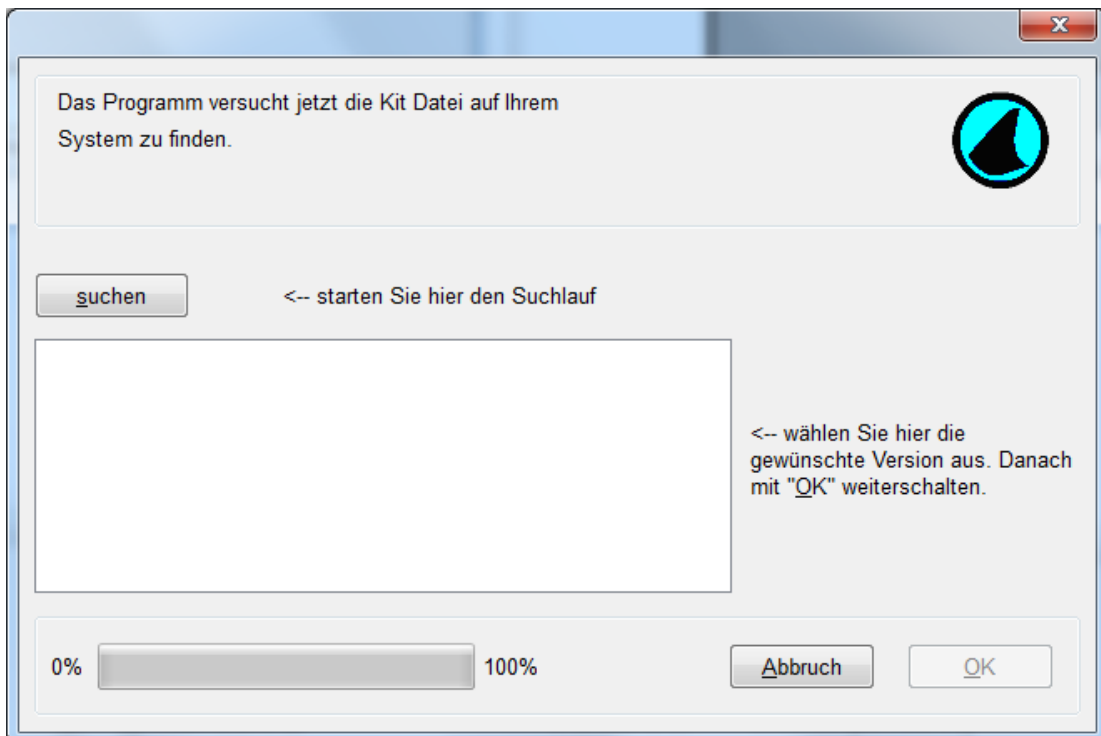 Das Programm versucht jetzt die Kit Datei auf Ihrem
System zu finden.
suchen
<-- starten Sie hier den Suchlauf
<-- wählen Sie hier die
gewünschte Version aus. Danach
mit "OK" weiterschalten.
0%
100%
Abbruch
OK